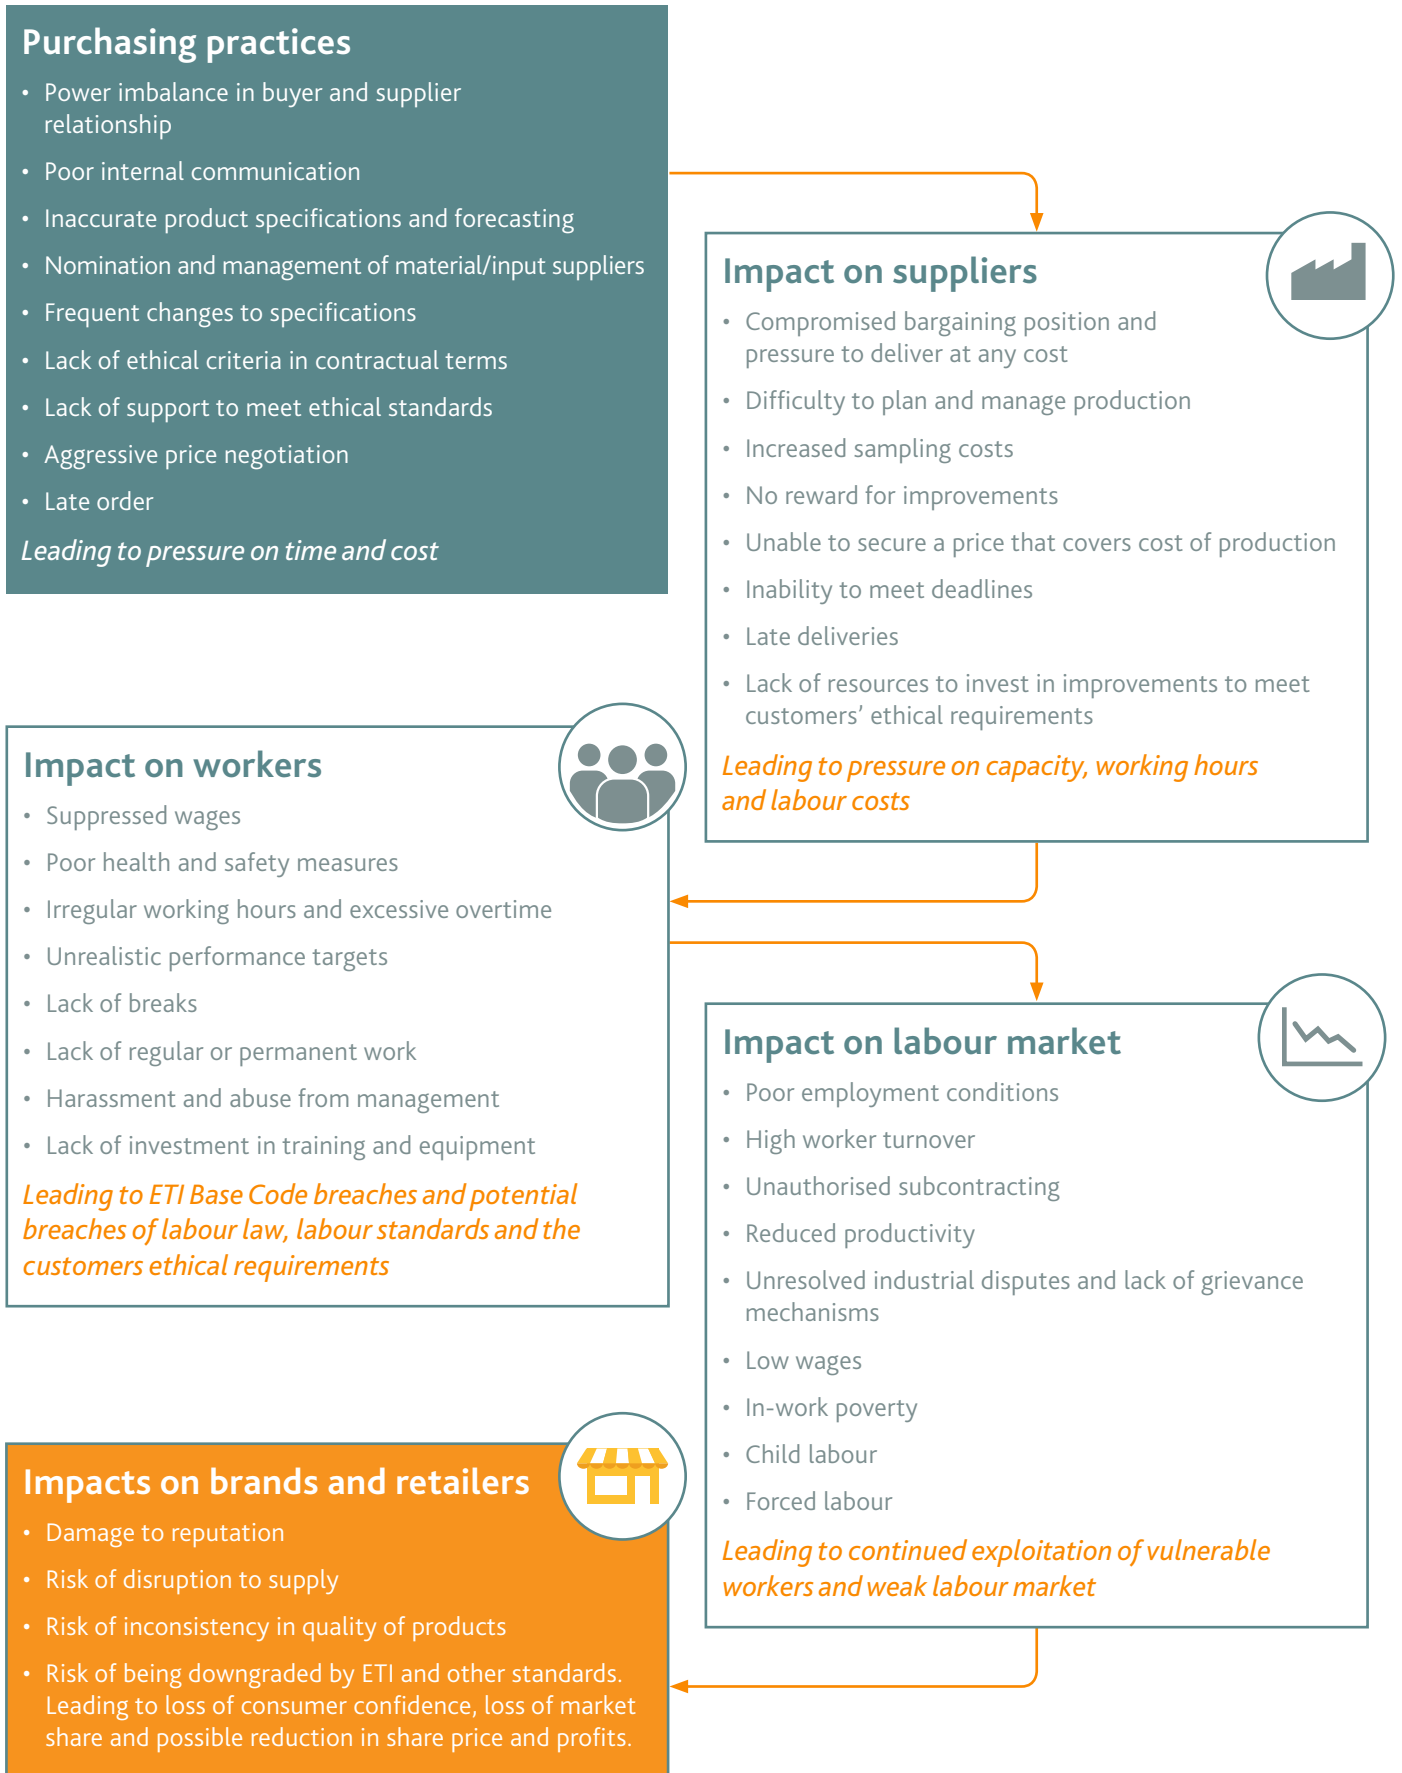 Purchasing practices
• Power imbalance in buyer and supplier
relationship
• Poor internal communication
• Inaccurate product specifications and forecasting
• Nomination and management of material/input suppliers
• Frequent changes to specifications
• Lack of ethical criteria in contractual terms
• Lack of support to meet ethical standards
• Aggressive price negotiation
• Late order
Leading to pressure on time and cost
Impact on suppliers
• Compromised bargaining position and
pressure to deliver at any cost
• Difficulty to plan and manage production
• Increased sampling costs
• No reward for improvements
• Unable to secure a price that covers cost of production
• Inability to meet deadlines
• Late deliveries
• Lack of resources to invest in improvements to meet
customers’ ethical requirements
Leading to pressure on capacity, working hours
and labour costs
Impact on workers
• Suppressed wages
• Poor health and safety measures
• Irregular working hours and excessive overtime
• Unrealistic performance targets
• Lack of breaks
• Lack of regular or permanent work
• Harassment and abuse from management
• Lack of investment in training and equipment
Leading to ETI Base Code breaches and potential
breaches of labour law, labour standards and the
customers ethical requirements
Impact on labour market
• Poor employment conditions
• High worker turnover
• Unauthorised subcontracting
• Reduced productivity
• Unresolved industrial disputes and lack of grievance
mechanisms
• Low wages
• In-work poverty
• Child labour
• Forced labour
Leading to continued exploitation of vulnerable
workers and weak labour market
Impacts on brands and retailers
• Damage to reputation
• Risk of disruption to supply
• Risk of inconsistency in quality of products
• Risk of being downgraded by ETI and other standards.
Leading to loss of consumer confidence, loss of market
share and possible reduction in share price and profits.